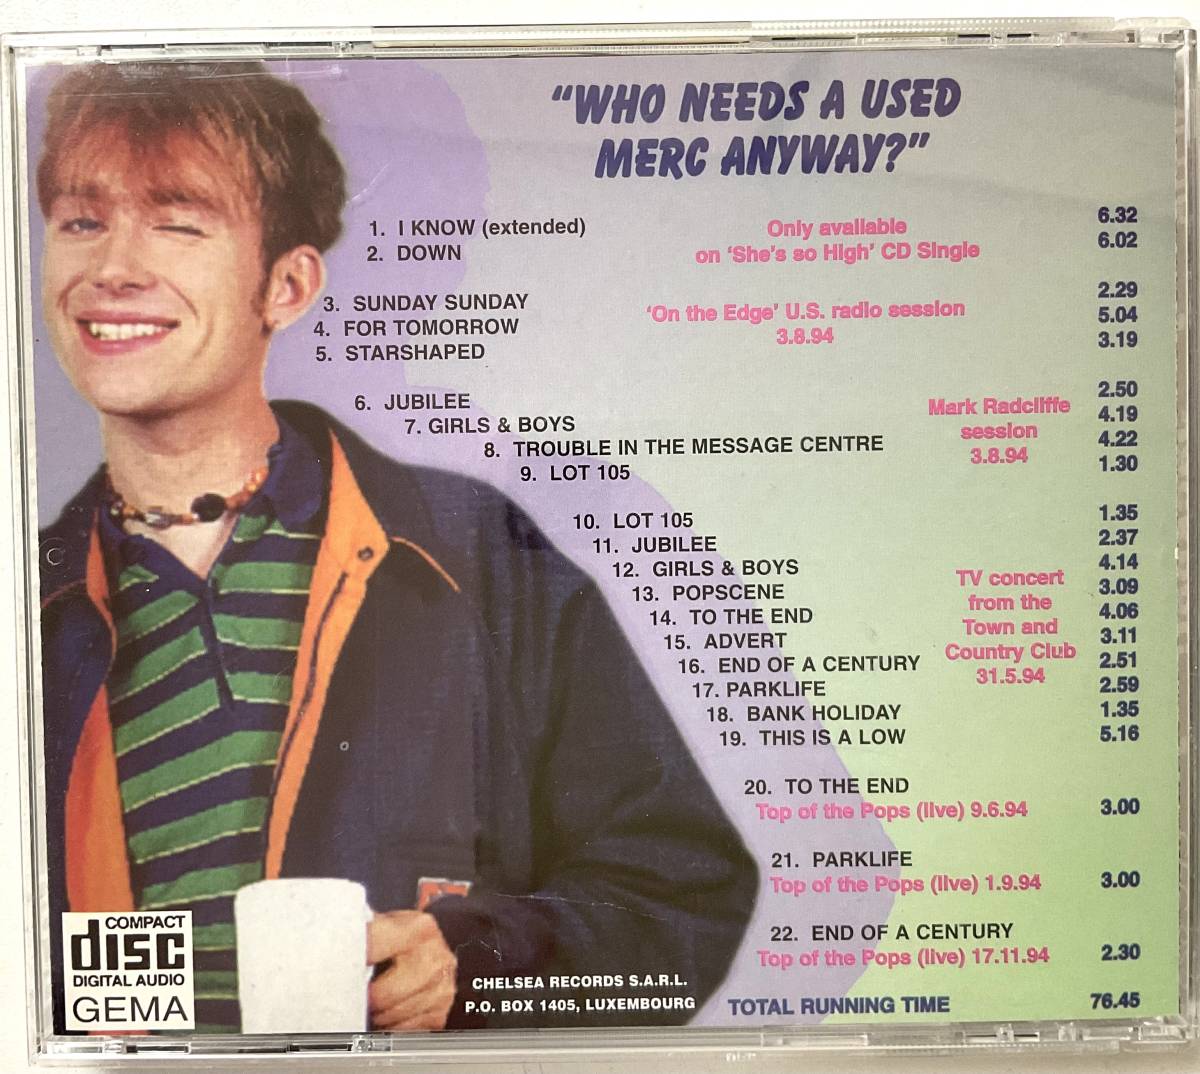 "WHO NEEDS A USED
MERC ANYWAY?"
1. I KNOW (extended) 6.32
2. DOWN 6.02
Only available
on 'She's so High' CD Single
3. SUNDAY SUNDAY 2.29
4. FOR TOMORROW 5.04
5. STARSHAPED 3.19
'On the Edge' U.S. radio session
3.8.94
6. JUBILEE 2.50
7. GIRLS & BOYS 4.19
8. TROUBLE IN THE MESSAGE CENTRE 4.22
9. LOT 105 1.30
Mark Radcliffe
session
3.8.94
10. LOT 105 1.35
11. JUBILEE 2.37
12. GIRLS & BOYS 4.14
13. POPSCENE 3.09
14. TO THE END 4.06
15. ADVERT 3.11
16. END OF A CENTURY 2.51
17. PARKLIFE 2.59
18. BANK HOLIDAY 1.35
19. THIS IS A LOW 5.16
TV concert
from the
Town and
Country Club
31.5.94
20. TO THE END
Top of the Pops (live) 9.6.94 3.00
21. PARKLIFE
Top of the Pops (live) 1.9.94 3.00
22. END OF A CENTURY
Top of the Pops (live) 17.11.94 2.30
TOTAL RUNNING TIME 76.45
CHELSEA RECORDS S.A.R.L.
P.O. BOX 1405, LUXEMBOURG
COMPACT
disc
DIGITAL AUDIO
GEMA